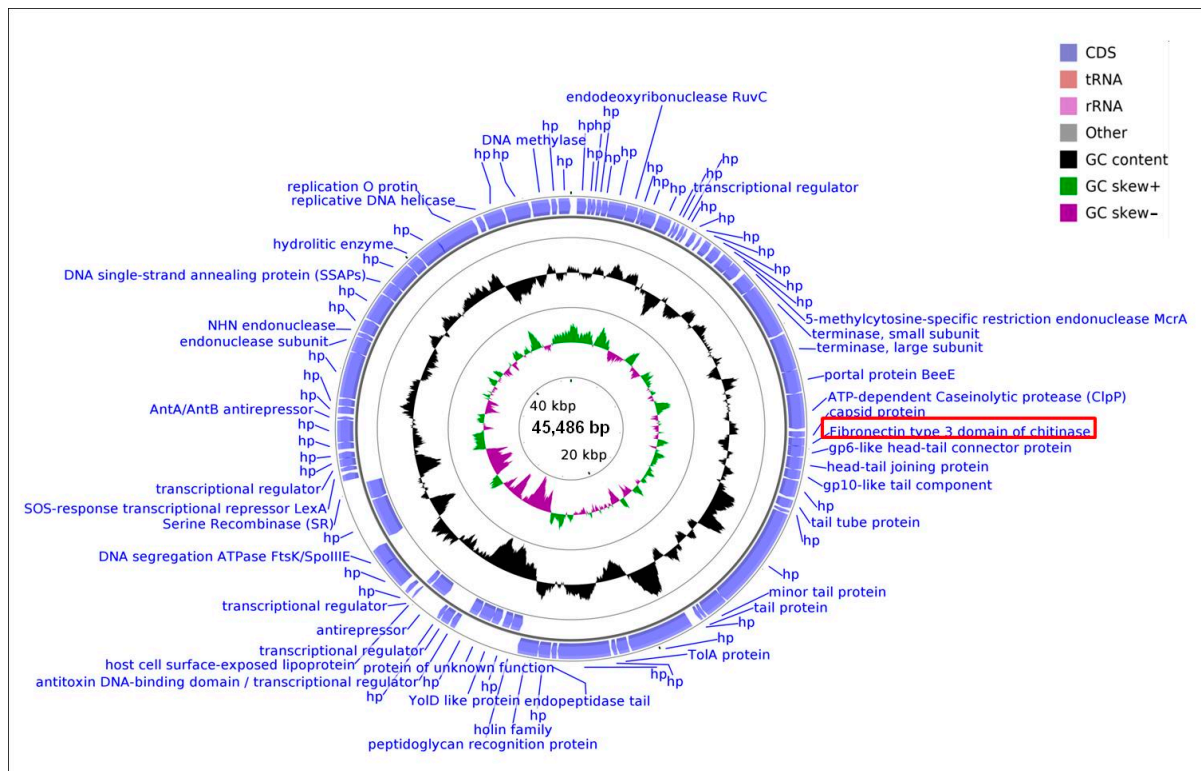 CDS
tRNA
rRNA
Other
GC content
GC skew+
GC skew−
endodeoxyribonuclease RuvC
hp
hp
hp
hphp
DNA methylase
hp
hp
hphp
hp
hp
hp
hp
hp
hp
transcriptional regulator
hp
hp
hp
hp
hp
hp
5-methylcytosine-specific restriction endonuclease McrA
terminase, small subunit
terminase, large subunit
portal protein BeeE
ATP-dependent Caseinolytic protease (ClpP)
capsid protein
Fibronectin type 3 domain of chitinase
gp6-like head-tail connector protein
head-tail joining protein
gp10-like tail component
hp
tail tube protein
hp
hp
minor tail protein
tail protein
hp
hp
TolA protein
hp
hp
endopeptidase tail
hp
holin family
peptidoglycan recognition protein
YolD like protein
hp
protein of unknown function
hp
hp
antitoxin DNA-binding domain / transcriptional regulator
host cell surface-exposed lipoprotein
transcriptional regulator
antirepressor
transcriptional regulator
hp
hp
DNA segregation ATPase FtsK/SpoIIIE
hp
Serine Recombinase (SR)
SOS-response transcriptional repressor LexA
transcriptional regulator
hp
hp
hp
hp
AntA/AntB antirepressor
hp
hp
hp
endonuclease subunit
NHN endonuclease
hp
hp
DNA single-strand annealing protein (SSAPs)
hp
hydrolitic enzyme
hp
replicative DNA helicase
replication O protin
40 kbp
45,486 bp
20 kbp